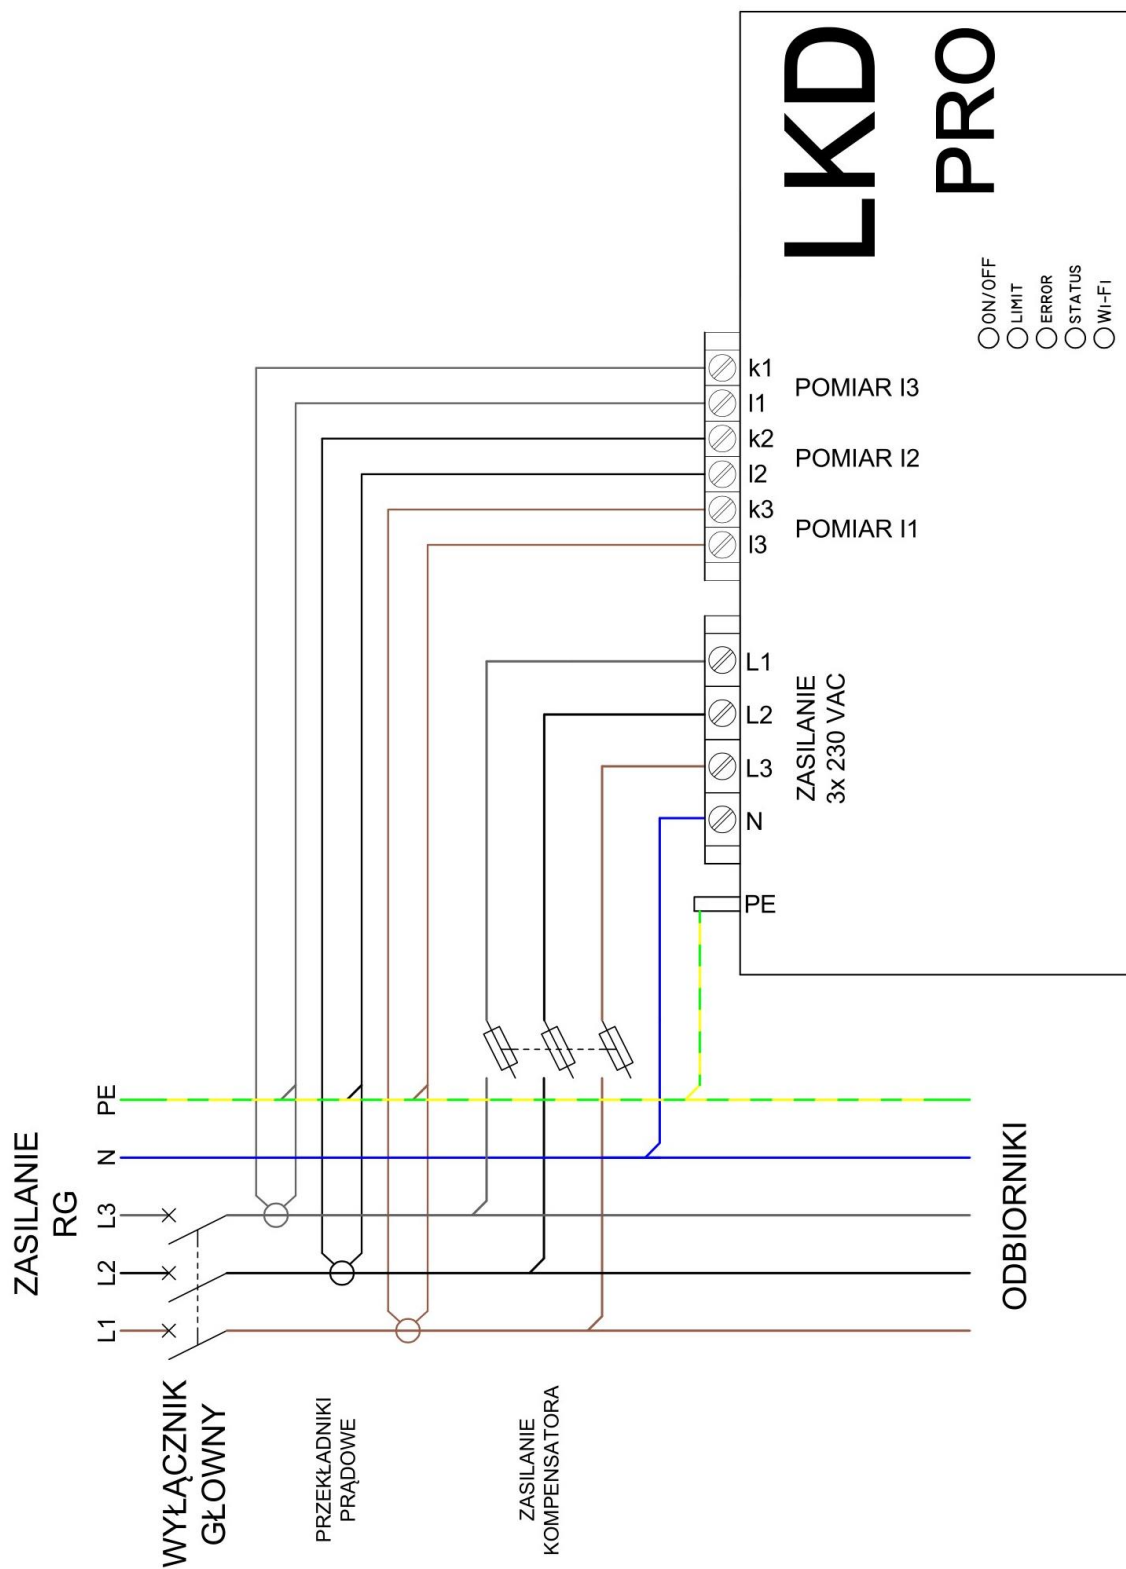 LKD
PRO
ON/OFF
LIMIT
ERROR
STATUS
WI-FI
k1
l1
k2
l2
k3
l3
POMIAR I3
POMIAR I2
POMIAR I1
L1
L2
L3
N
PE
ZASILANIE
3x 230 VAC
ZASILANIE
RG
PE
N
L3
L2
L1
WYŁĄCZNIK
GŁOWNY
PRZEKŁADNIKI
PRĄDOWE
ZASILANIE
KOMPENSATORA
ODBIORNIKI